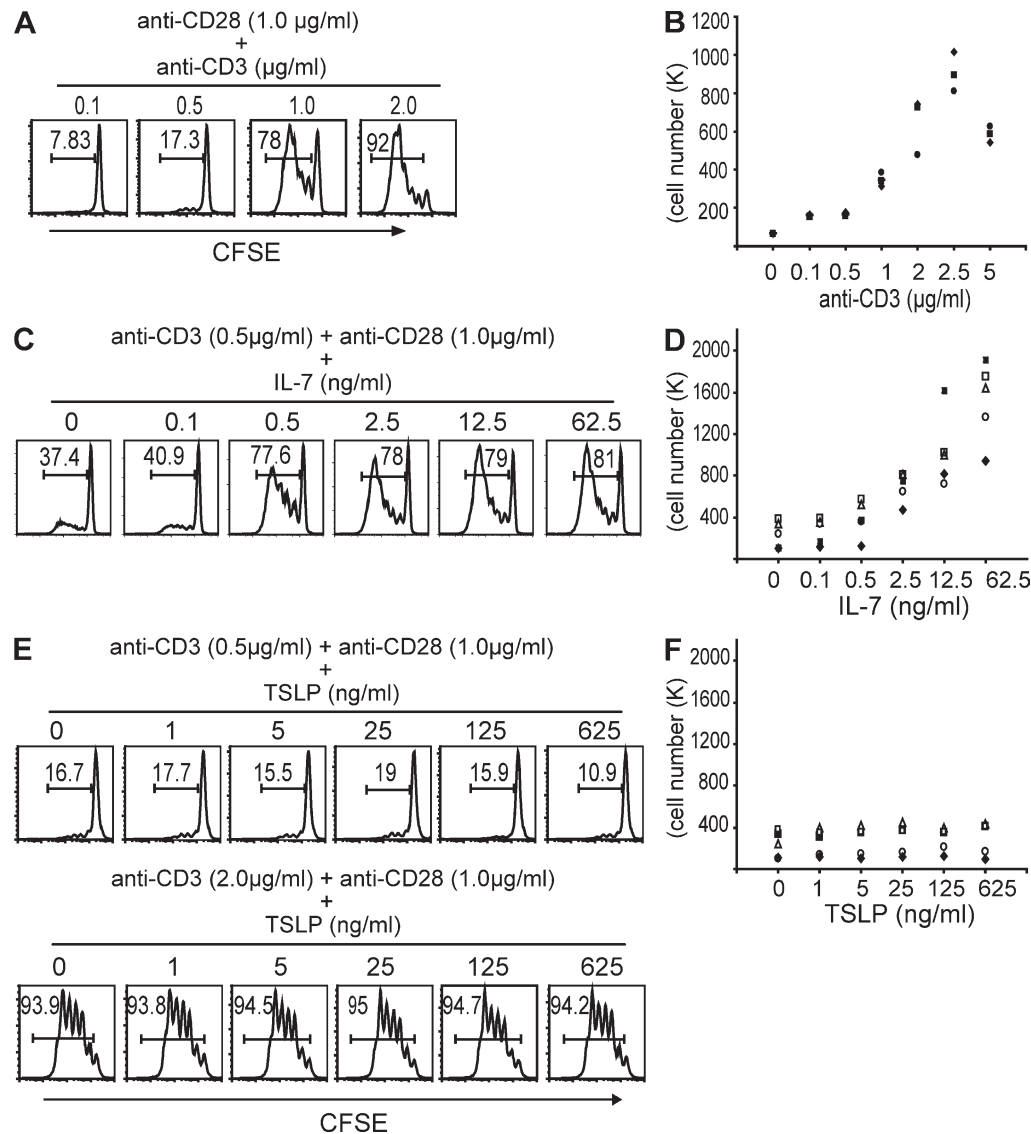 A
anti-CD28 (1.0 µg/ml)
+
anti-CD3 (µg/ml)
0.1 0.5 1.0 2.0
7.83 17.3 78 92
CFSE
B
(cell number (K)
1200
1000
800
600
400
200
0 0.1 0.5 1 2 2.5 5
anti-CD3 (µg/ml)
C
anti-CD3 (0.5µg/ml) + anti-CD28 (1.0µg/ml)
+
IL-7 (ng/ml)
0 0.1 0.5 2.5 12.5 62.5
37.4 40.9 77.6 78 79 81
D
(cell number (K)
2000
1600
1200
800
400
0 0.1 0.5 2.5 12.5 62.5
IL-7 (ng/ml)
E
anti-CD3 (0.5µg/ml) + anti-CD28 (1.0µg/ml)
+
TSLP (ng/ml)
0 1 5 25 125 625
16.7 17.7 15.5 19 15.9 10.9
F
(cell number (K)
2000
1600
1200
800
400
0 1 5 25 125 625
TSLP (ng/ml)
anti-CD3 (2.0µg/ml) + anti-CD28 (1.0µg/ml)
+
TSLP (ng/ml)
0 1 5 25 125 625
93.9 93.8 94.5 95 94.7 94.2
CFSE